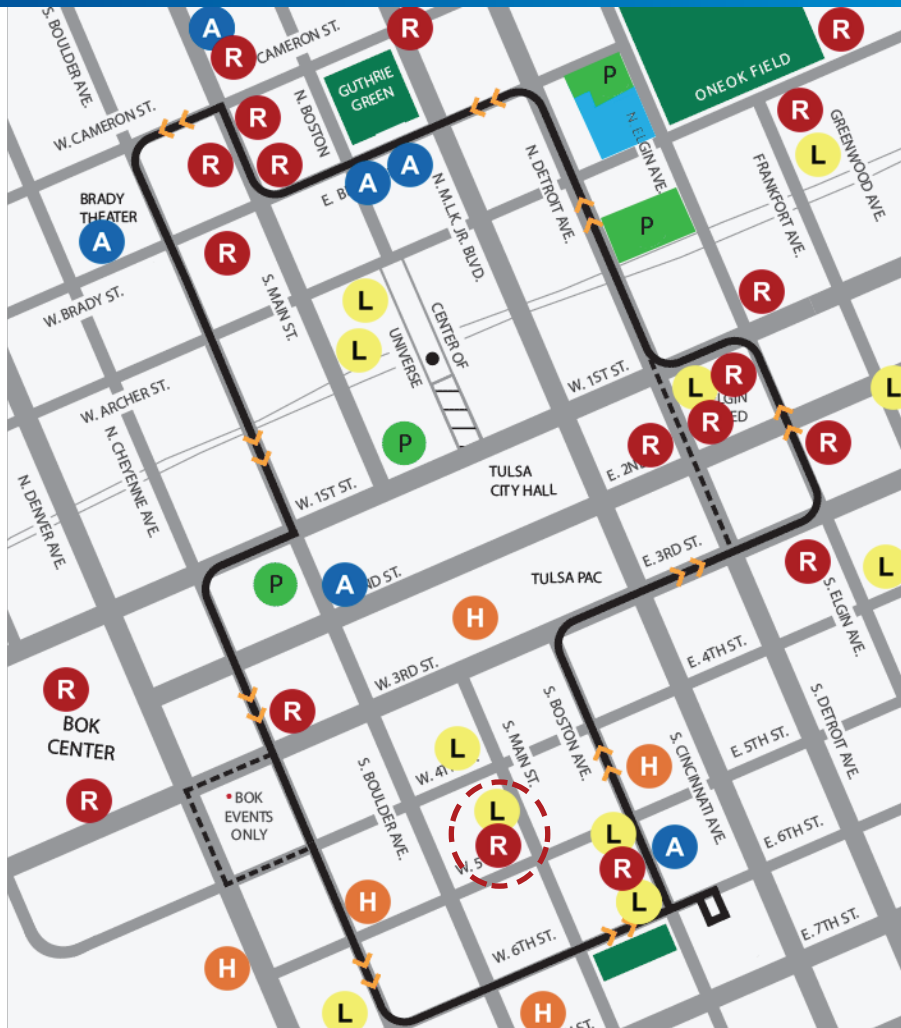 S. BOULDER AVE.
A
R
R
R
CAMERON ST.
W. CAMERON ST.
N. BOSTON
GUTHRIE
GREEN
P
ONEOK FIELD
R
R
R
R
L
GREENWOOD AVE.
N. ELGIN AVE.
FRANKFORT AVE.
BRADY
THEATER
A
A
A
E. B
N. M.L.K. JR. BLVD.
N. DETROIT AVE.
P
R
W. BRADY ST.
S. MAIN ST.
L
L
UNIVERSE
CENTER OF
R
W. ARCHER ST.
N. CHEYENNE AVE.
N. DENVER AVE.
W. 1ST ST.
L
R
R
L
P
R
R
TULSA
CITY HALL
E. 2N
W. 1ST ST.
P
A
ND ST.
TULSA PAC
E. 3RD ST.
R
L
H
S. ELGIN AVE.
W. 3RD ST.
E. 4TH ST.
R
BOK
CENTER
R
R
S. BOULDER AVE.
L
W. 4T
S. MAIN ST.
S. BOSTON AVE.
S. CINCINNATI AVE.
S. DETROIT AVE.
E. 5TH ST.
H
BOK
EVENTS
ONLY
L
R
W. 5
L
R
L
A
E. 6TH ST.
H
H
W. 6TH ST.
E. 7TH ST.
L
H
ST.